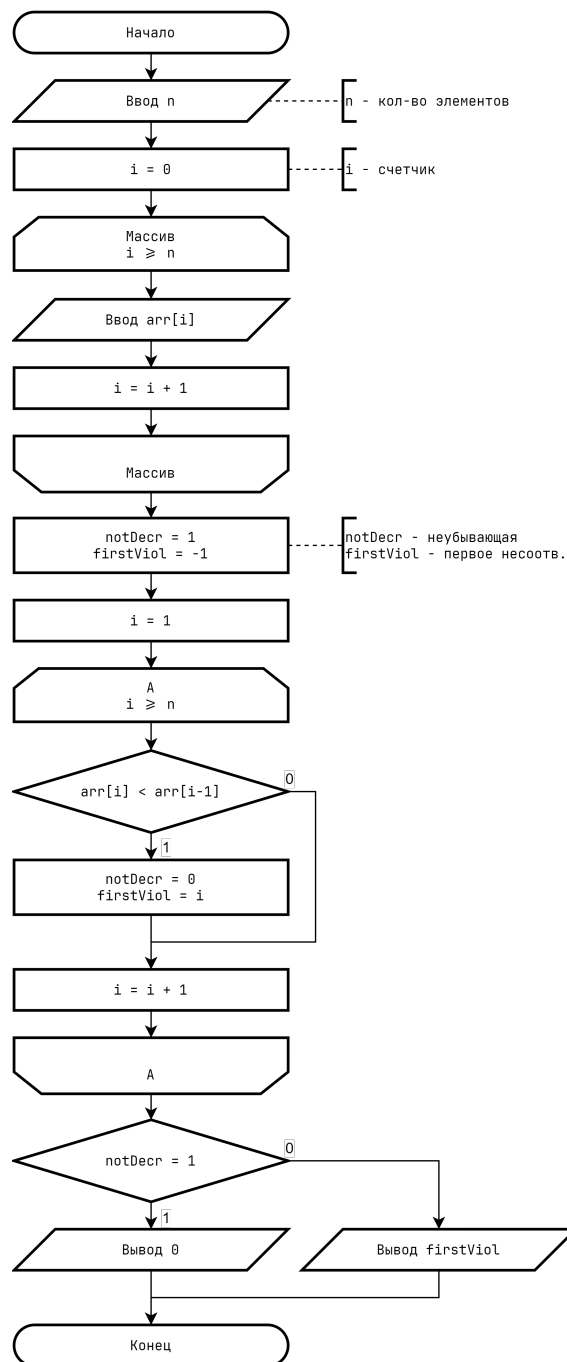 Начало
Ввод n
n - кол-во элементов
i = 0
i - счетчик
Массив
i ⩾ n
Ввод arr[i]
i = i + 1
Массив
notDecr = 1
firstViol = -1
notDecr - неубывающая
firstViol - первое несоотв.
i = 1
А
i ⩾ n
arr[i] < arr[i-1]
0
1
notDecr = 0
firstViol = i
i = i + 1
А
notDecr = 1
0
1
Вывод 0
Вывод firstViol
Конец